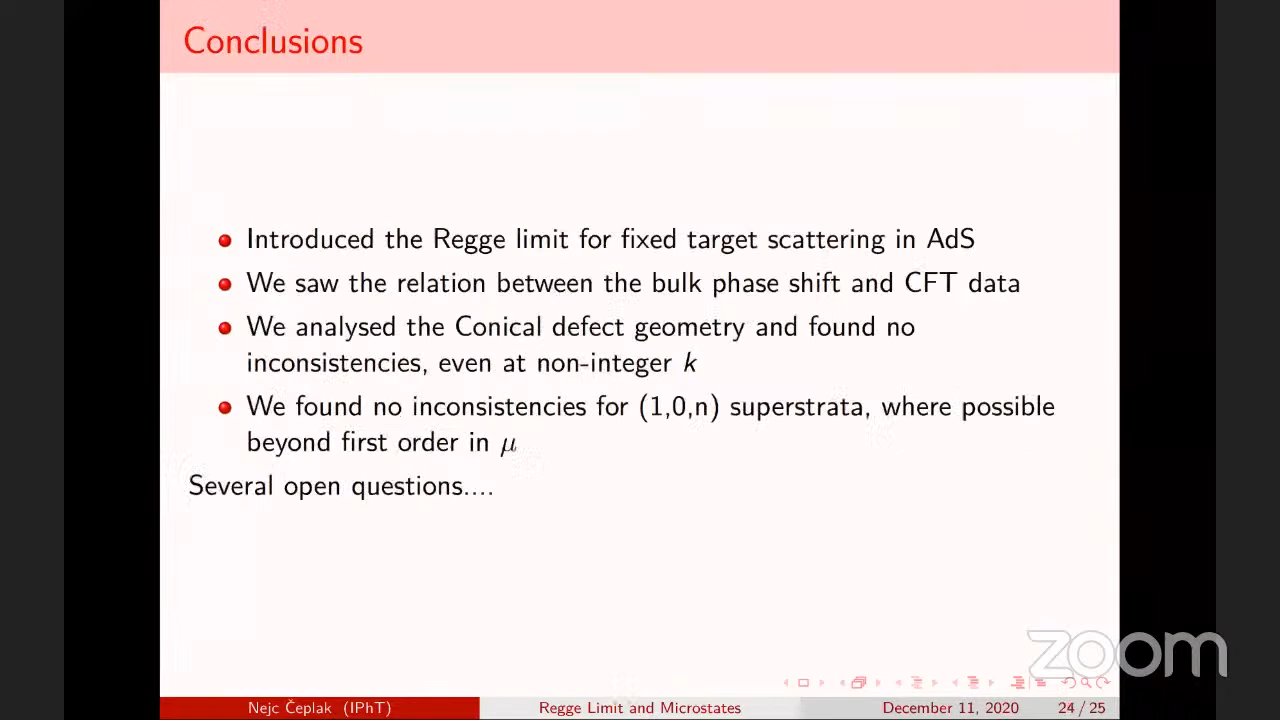 Conclusions
Introduced the Regge limit for fixed target scattering in AdS
We saw the relation between the bulk phase shift and CFT data
We analysed the Conical defect geometry and found no
inconsistencies, even at non-integer k
We found no inconsistencies for (1,0,n) superstrata, where possible
beyond first order in μ
Several open questions....
zoom
Nejc Čeplak (IPhT)
Regge Limit and Microstates
December 11, 2020
24 / 25